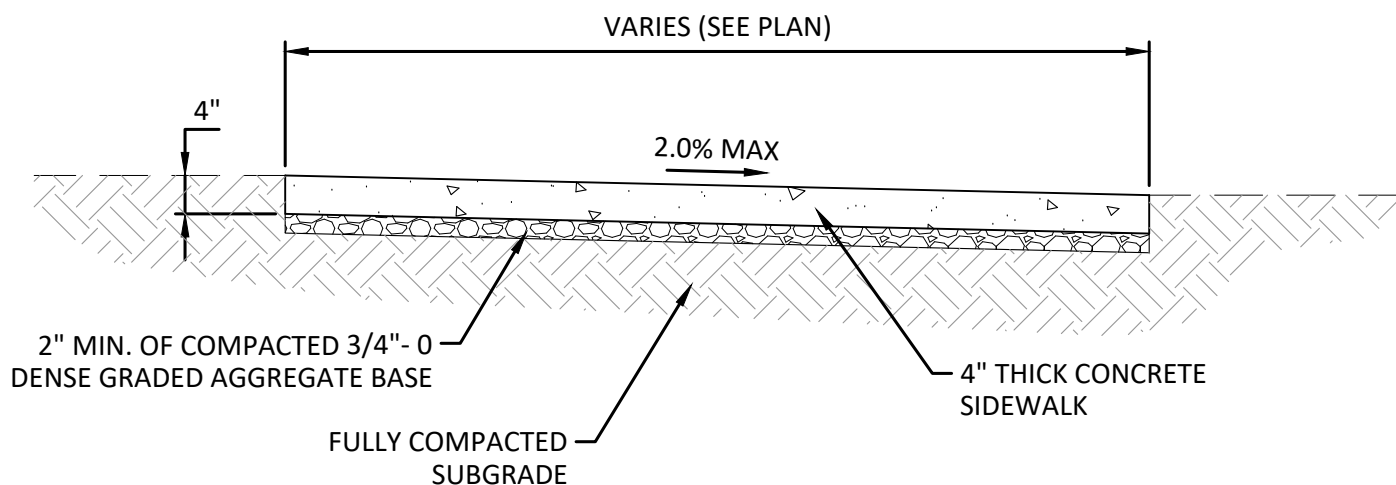 VARIES (SEE PLAN)
4"
2.0% MAX
2" MIN. OF COMPACTED 3/4"- 0
DENSE GRADED AGGREGATE BASE
4" THICK CONCRETE
SIDEWALK
FULLY COMPACTED
SUBGRADE